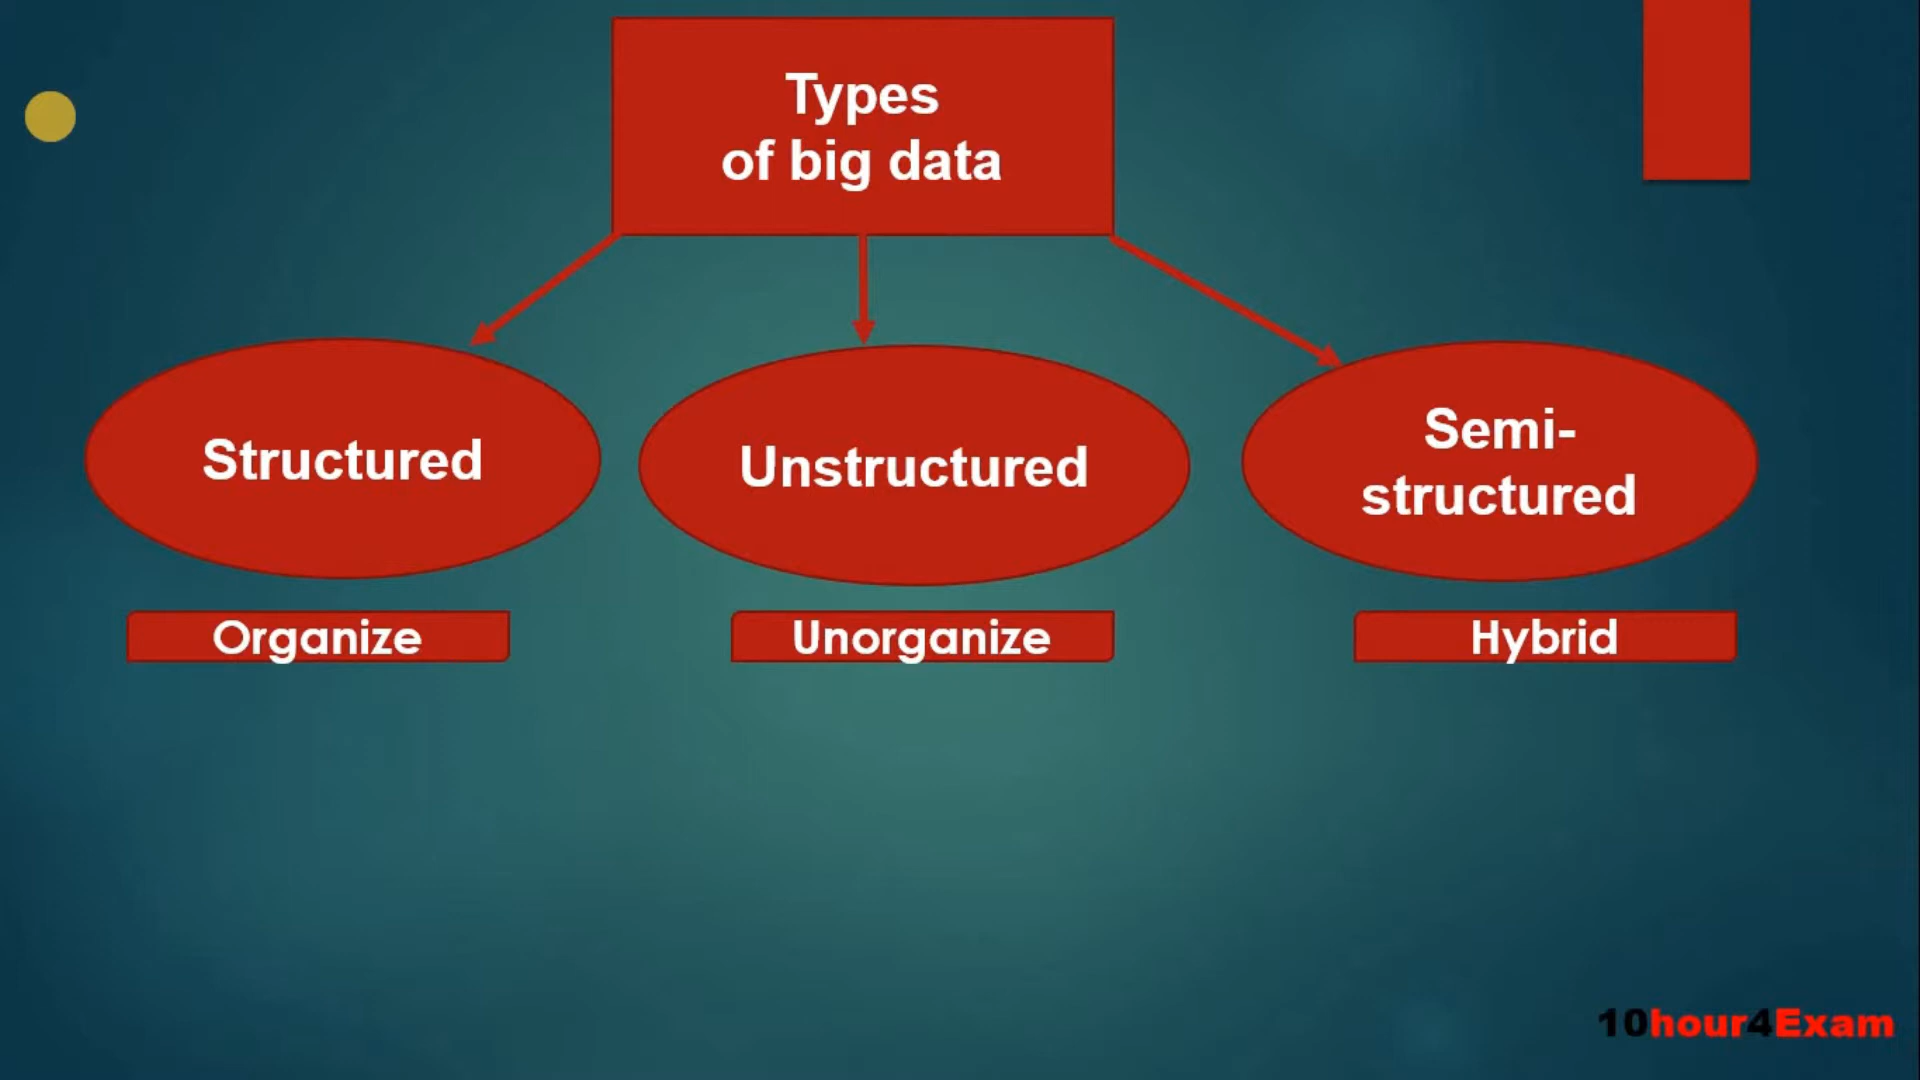 Types
of big data
Structured
Unstructured
Semi-
structured
Organize
Unorganize
Hybrid
10hour4Exam